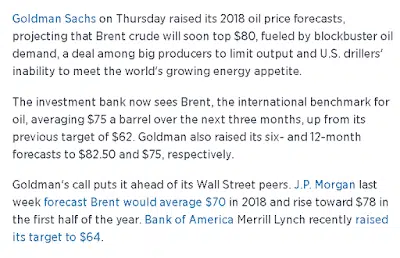 Goldman Sachs on Thursday raised its 2018 oil price forecasts,
projecting that Brent crude will soon top $80, fueled by blockbuster oil
demand, a deal among big producers to limit output and U.S. drillers'
inability to meet the world's growing energy appetite.
The investment bank now sees Brent, the international benchmark for
oil, averaging $75 a barrel over the next three months, up from its
previous target of $62. Goldman also raised its six- and 12-month
forecasts to $82.50 and $75, respectively.
Goldman's call puts it ahead of its Wall Street peers. J.P. Morgan last
week forecast Brent would average $70 in 2018 and rise toward $78 in
the first half of the year. Bank of America Merrill Lynch recently raised
its target to $64.